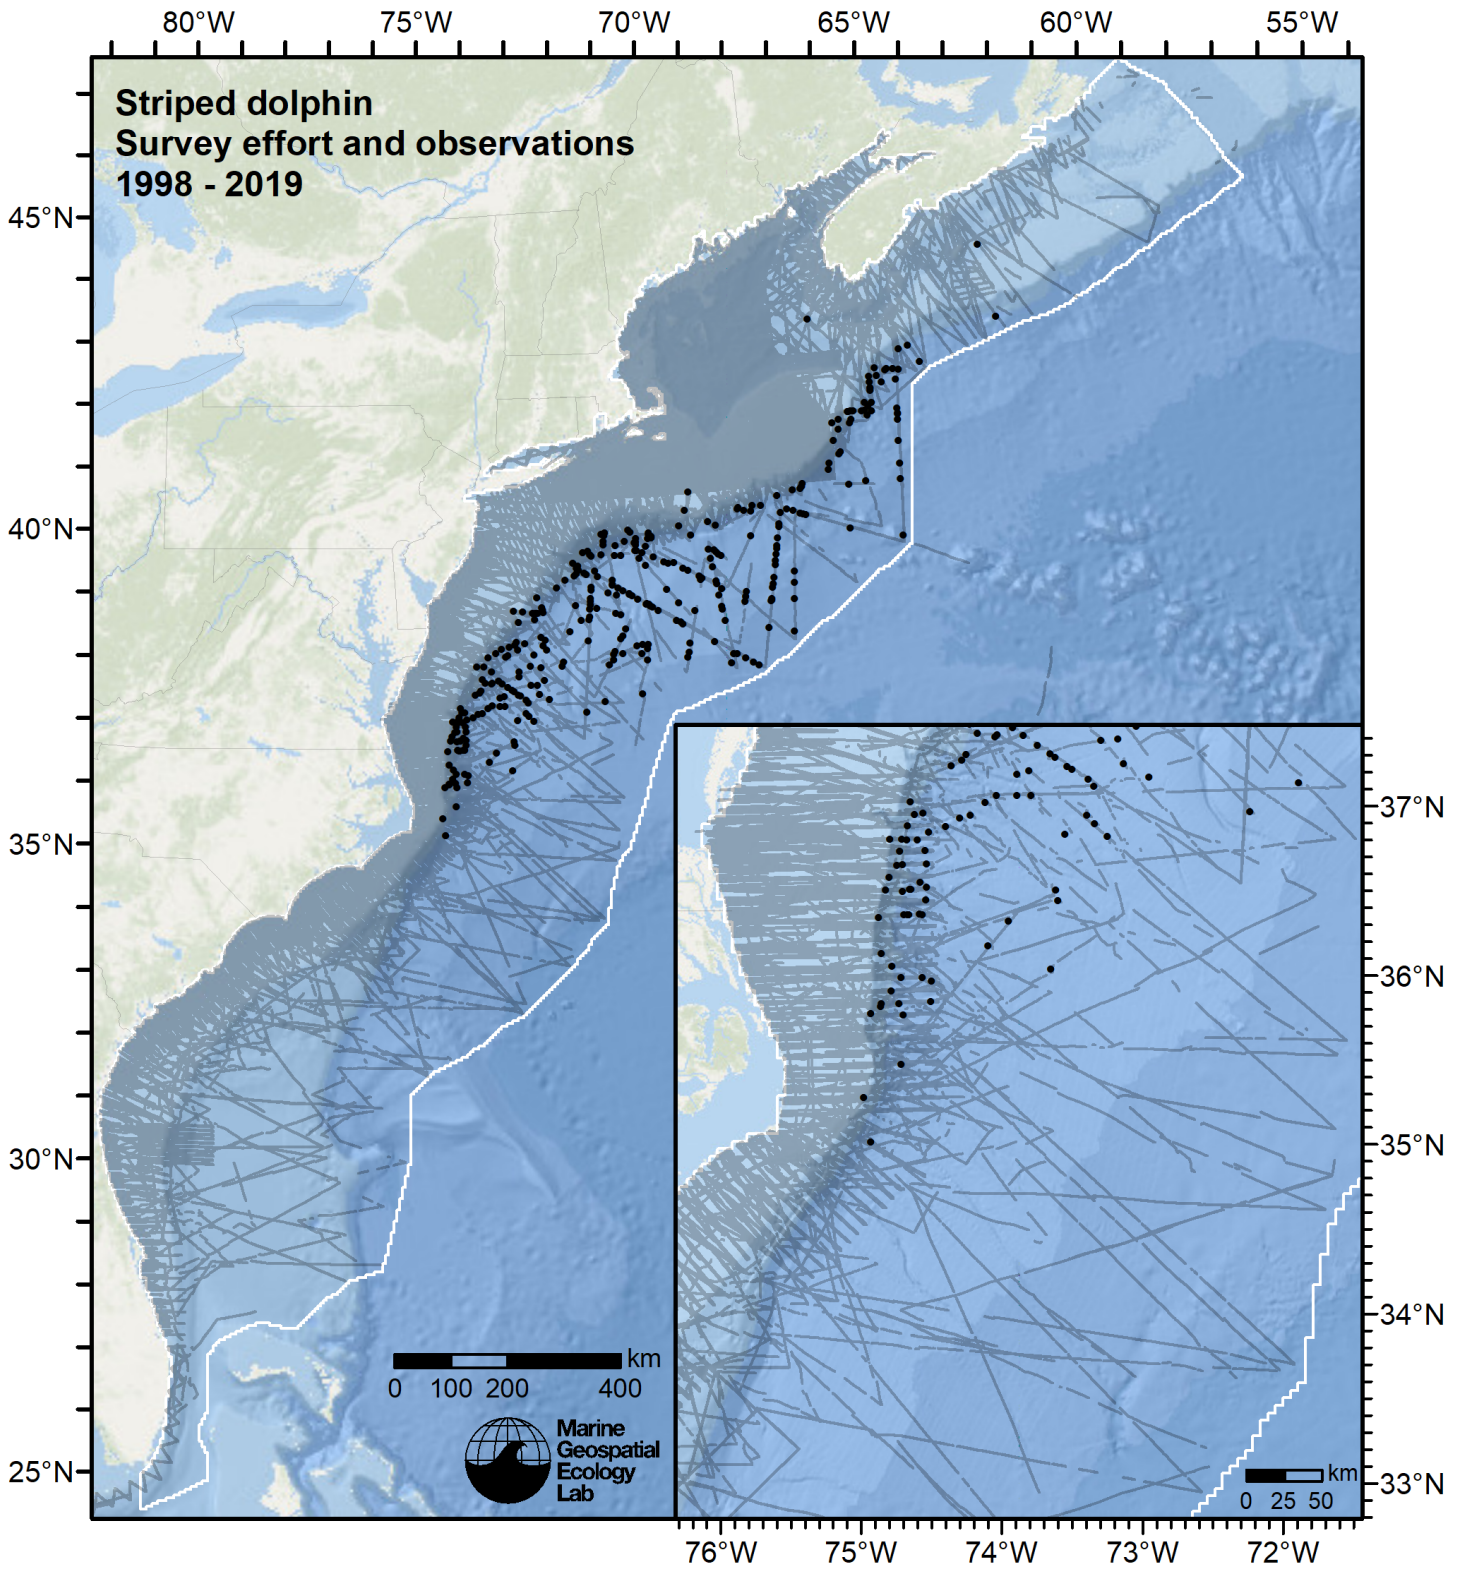 80°W 75°W 70°W 65°W 60°W 55°W
Striped dolphin
Survey effort and observations
1998 - 2019
45°N
40°N
35°N
30°N
25°N
km
0 100 200 400
Marine
Geospatial
Ecology
Lab
37°N
36°N
35°N
34°N
33°N
km
0 25 50
76°W 75°W 74°W 73°W 72°W